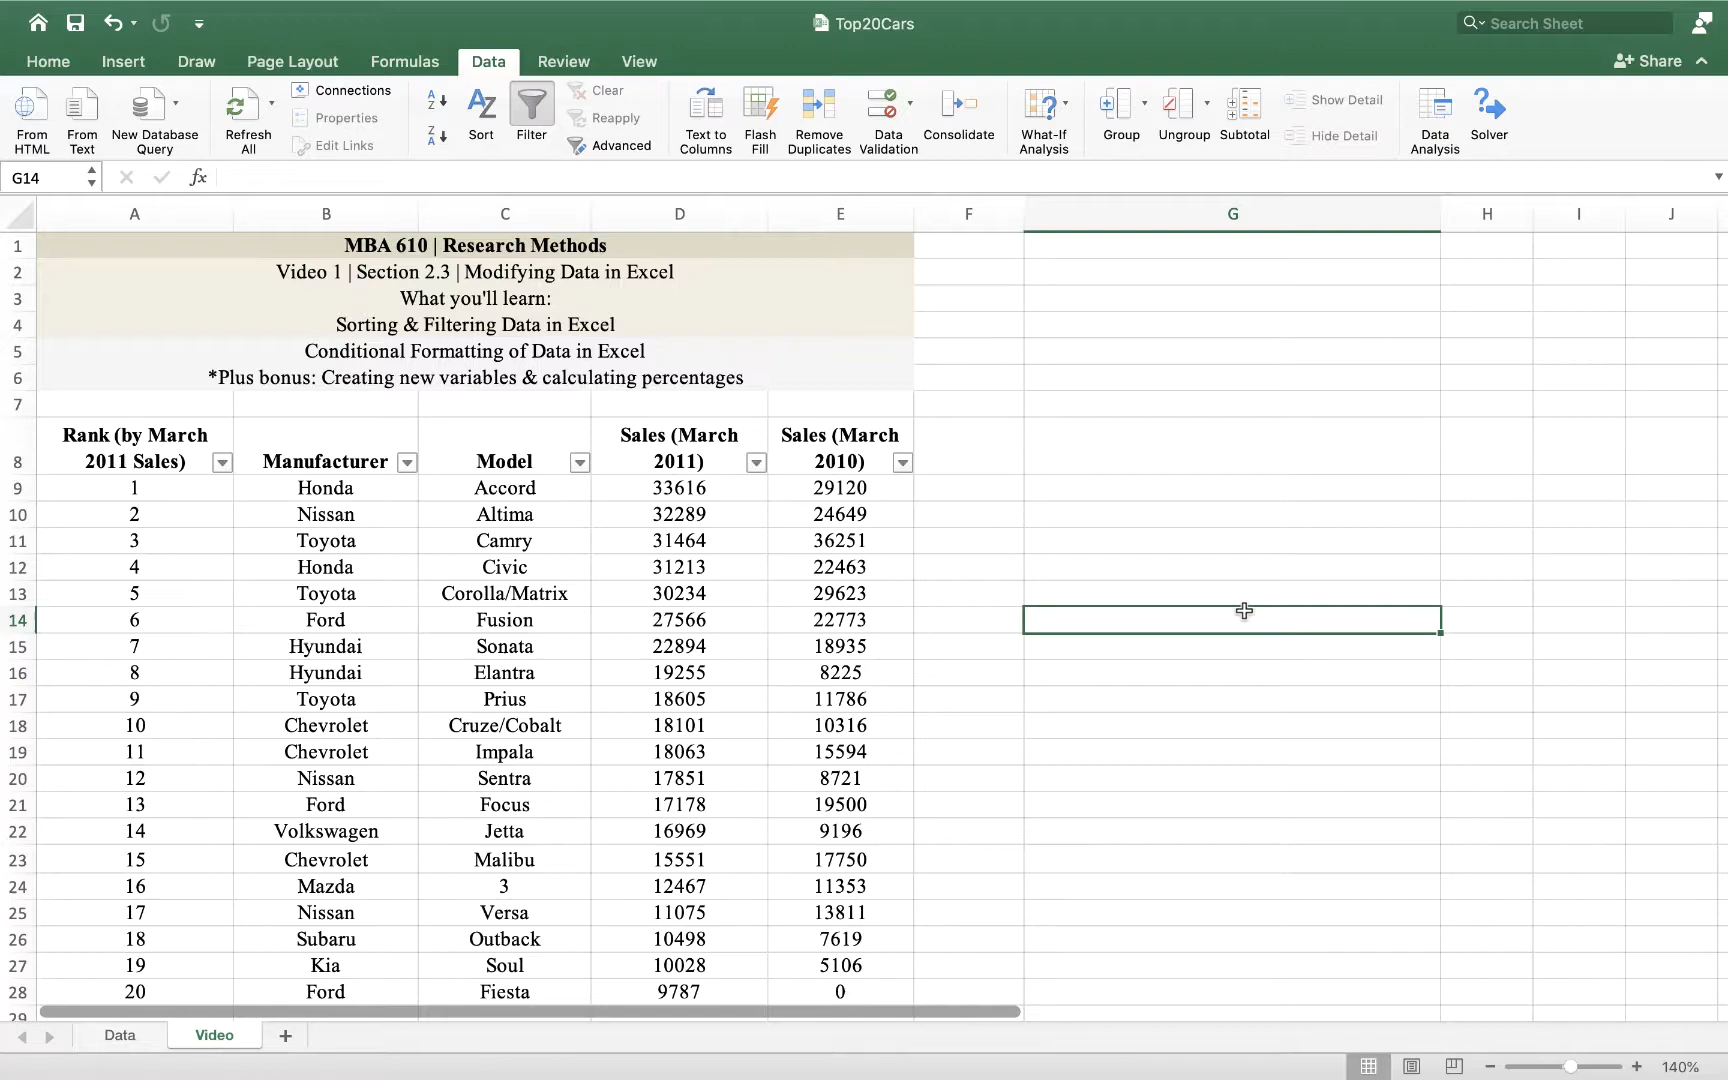 Top20Cars
Search Sheet
Home Insert Draw Page Layout Formulas Data Review View
Share
From HTML
From Text
New Database Query
Refresh All
Connections
Properties
Edit Links
A Z
Z A
Sort
Filter
Clear
Reapply
Advanced
Text to Columns
Flash Fill
Remove Duplicates
Data Validation
Consolidate
What-If Analysis
Group
Ungroup
Subtotal
Show Detail
Hide Detail
Data Analysis
Solver
G14 fx
A B C D E F G H I J
1 MBA 610 | Research Methods
2 Video 1 | Section 2.3 | Modifying Data in Excel
3 What you'll learn:
4 Sorting & Filtering Data in Excel
5 Conditional Formatting of Data in Excel
6 *Plus bonus: Creating new variables & calculating percentages
7
Rank (by March Sales (March Sales (March
8 2011 Sales) Manufacturer Model 2011) 2010)
9 1 Honda Accord 33616 29120
10 2 Nissan Altima 32289 24649
11 3 Toyota Camry 31464 36251
12 4 Honda Civic 31213 22463
13 5 Toyota Corolla/Matrix 30234 29623
14 6 Ford Fusion 27566 22773
15 7 Hyundai Sonata 22894 18935
16 8 Hyundai Elantra 19255 8225
17 9 Toyota Prius 18605 11786
18 10 Chevrolet Cruze/Cobalt 18101 10316
19 11 Chevrolet Impala 18063 15594
20 12 Nissan Sentra 17851 8721
21 13 Ford Focus 17178 19500
22 14 Volkswagen Jetta 16969 9196
23 15 Chevrolet Malibu 15551 17750
24 16 Mazda 3 12467 11353
25 17 Nissan Versa 11075 13811
26 18 Subaru Outback 10498 7619
27 19 Kia Soul 10028 5106
28 20 Ford Fiesta 9787 0
29
Data Video +
140%